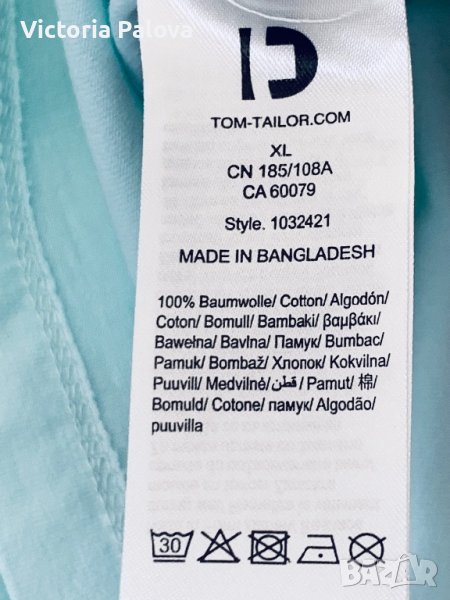 Victoria Palova
TOM-TAILOR.COM
XL
CN 185/108A
CA 60079
Style. 1032421
MADE IN BANGLADESH
100% Baumwolle/ Cotton/ Algodón/
Coton/ Bomull/ Bambaki/ βαμβάκι/
Bawełna/ Bavlna/ Памук/ Bumbac/
Pamuk/ Bombaž/ Хлопок/ Kokvilna/
Puuvill/ Medvilnė/ قطن/ Pamut/ 棉/
Bomuld/ Cotone/ памук/ Algodão/
puuvilla
30
BAZAR